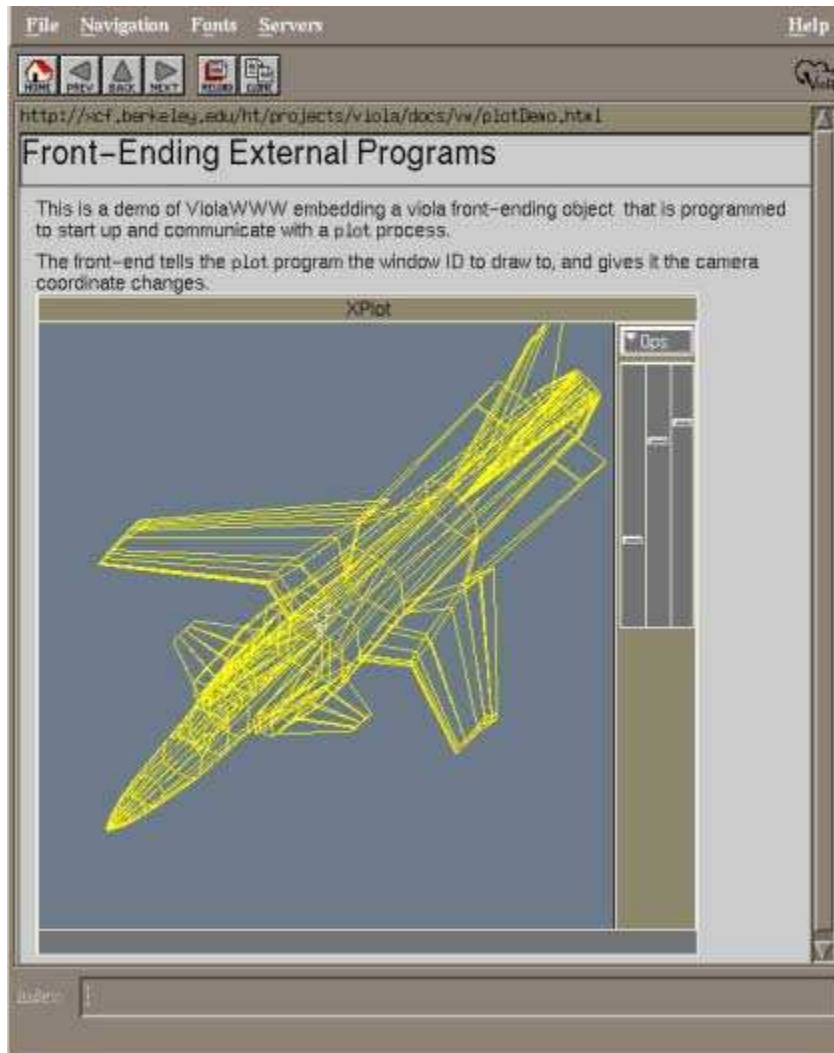 File Navigation Fonts Servers Help
HOME PREV BACK NEXT RELOAD CLONE
http://xcf.berkeley.edu/ht/projects/viola/docs/vw/plotDemo.html
Front-Ending External Programs
This is a demo of ViolaWWW embedding a viola front-ending object that is programmed
to start up and communicate with a plot process.
The front-end tells the plot program the window ID to draw to, and gives it the camera
coordinate changes.
XPlot
Ops